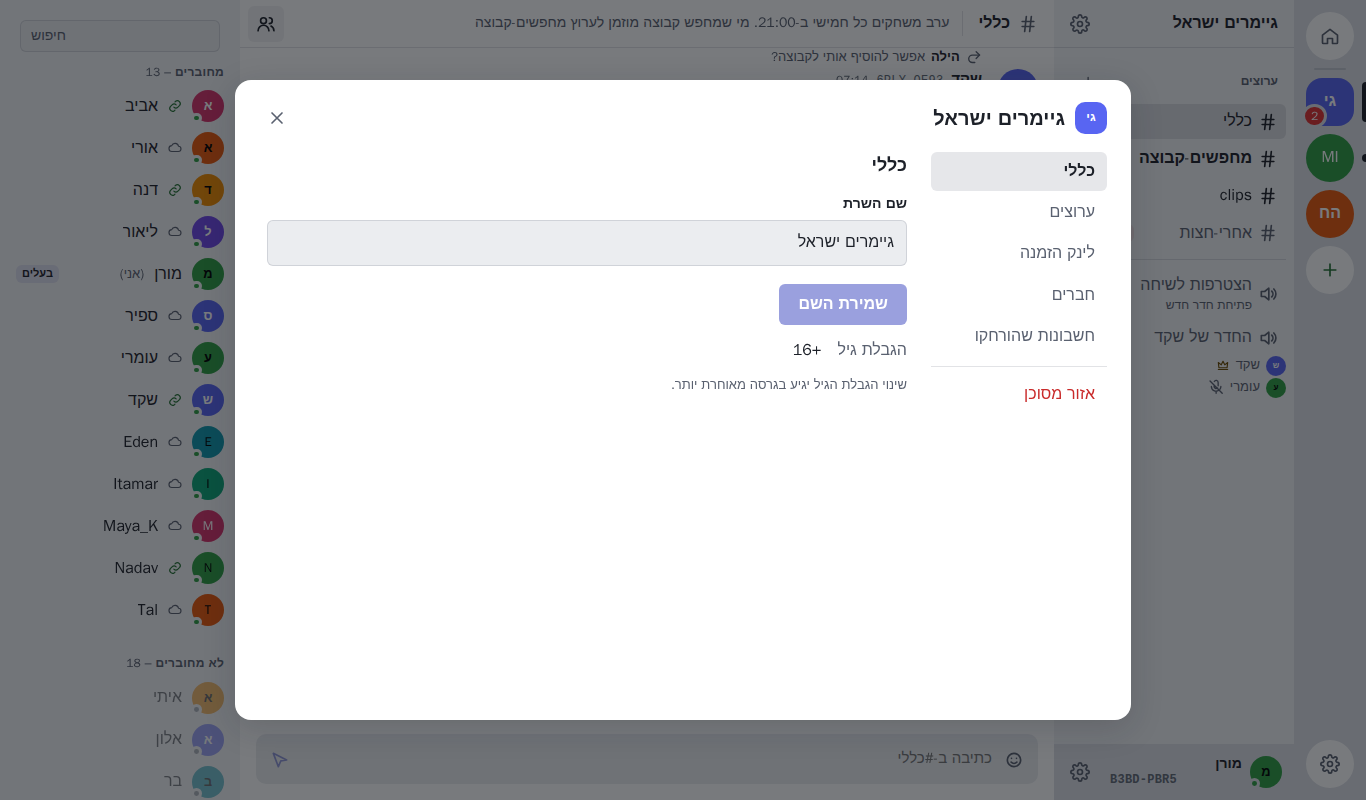 גיימרים ישראל
ערוצים
כללי
מחפשים-קבוצה
clips
אחרי-חצות
הצטרפות לשיחה
פתיחת חדר חדש
החדר של שקד
שקד
עומרי
מורן
B3BD-PBR5
גי
2
MI
הח
כללי
ערב משחקים כל חמישי ב-21:00. מי שמחפש קבוצה מוזמן לערוץ מחפשים-קבוצה
הילה אפשר להוסיף אותי לקבוצה?
כתיבה ב-#כללי
גי
גיימרים ישראל
כללי
ערוצים
לינק הזמנה
חברים
חשבונות שהורחקו
אזור מסוכן
כללי
שם השרת
גיימרים ישראל
שמירת השם
הגבלת גיל 16+
שינוי הגבלת הגיל יגיע בגרסה מאוחרת יותר.
חיפוש
מחוברים – 13
א אביב
א אורי
ד דנה
ל ליאור
מ מורן (אני) בעלים
ס ספיר
ע עומרי
ש שקד
E Eden
I Itamar
M Maya_K
N Nadav
T Tal
לא מחוברים – 18
א איתי
א אלון
ב בר